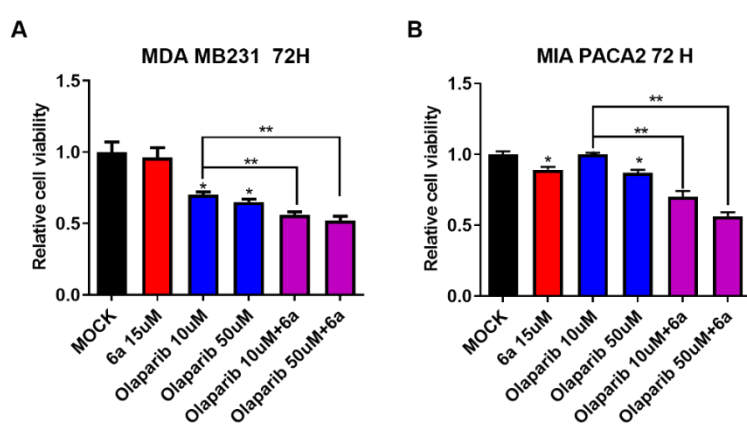 A
MDA MB231 72H
Relative cell viability
1.5
1.0
0.5
0.0
**
**
*
*
MOCK
6a 15uM
Olaparib 10uM
Olaparib 50uM
Olaparib 10uM+6a
Olaparib 50uM+6a
B
MIA PACA2 72 H
Relative cell viability
1.5
1.0
0.5
0.0
**
**
*
*
MOCK
6a 15uM
Olaparib 10uM
Olaparib 50uM
Olaparib 10uM+6a
Olaparib 50uM+6a